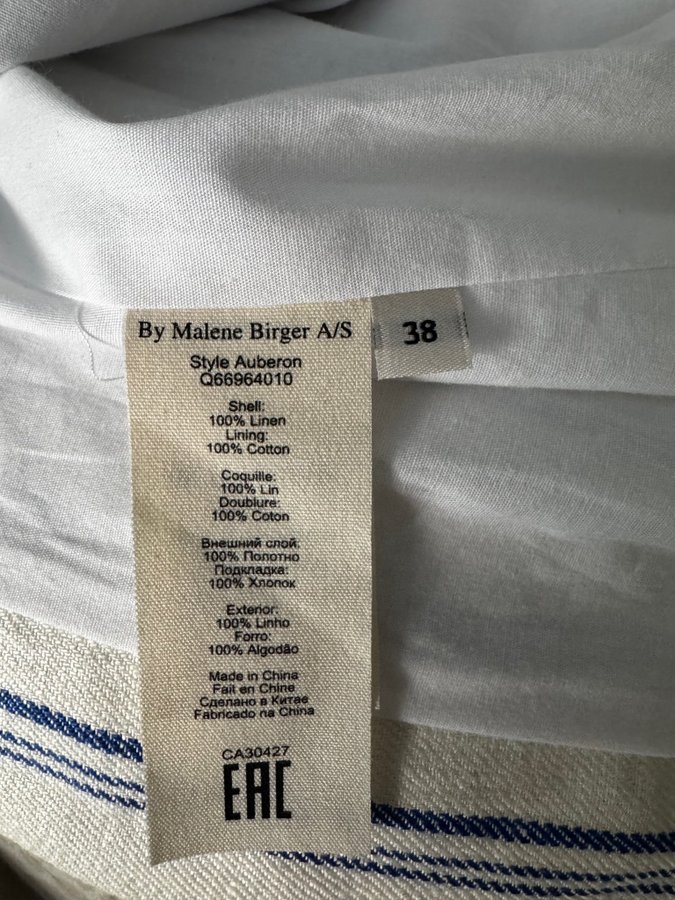 By Malene Birger A/S
38
Style Auberon
Q66964010
Shell:
100% Linen
Lining:
100% Cotton
Coquille:
100% Lin
Doublure:
100% Coton
Внешний слой:
100% Полотно
Подкладка:
100% Хлопок
Exterior:
100% Linho
Forro:
100% Algodão
Made in China
Fait en Chine
Сделано в Китае
Fabricado na China
CA30427
EAC